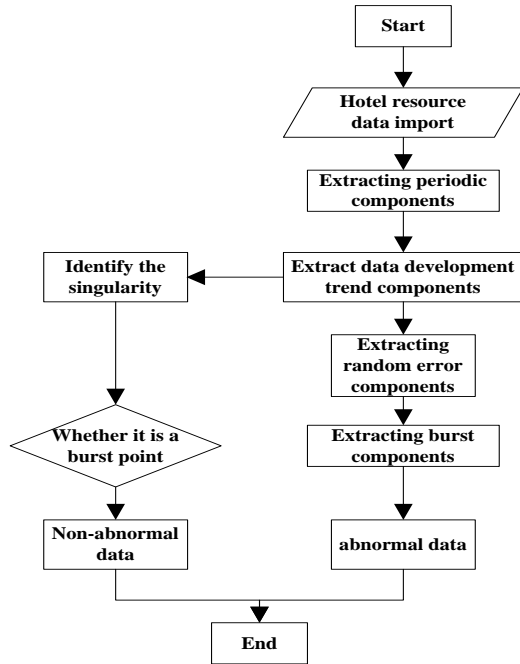 Start
Hotel resource
data import
Extracting periodic
components
Identify the
singularity
Extract data development
trend components
Extracting
random error
components
Whether it is a
burst point
Extracting burst
components
Non-abnormal
data
abnormal data
End